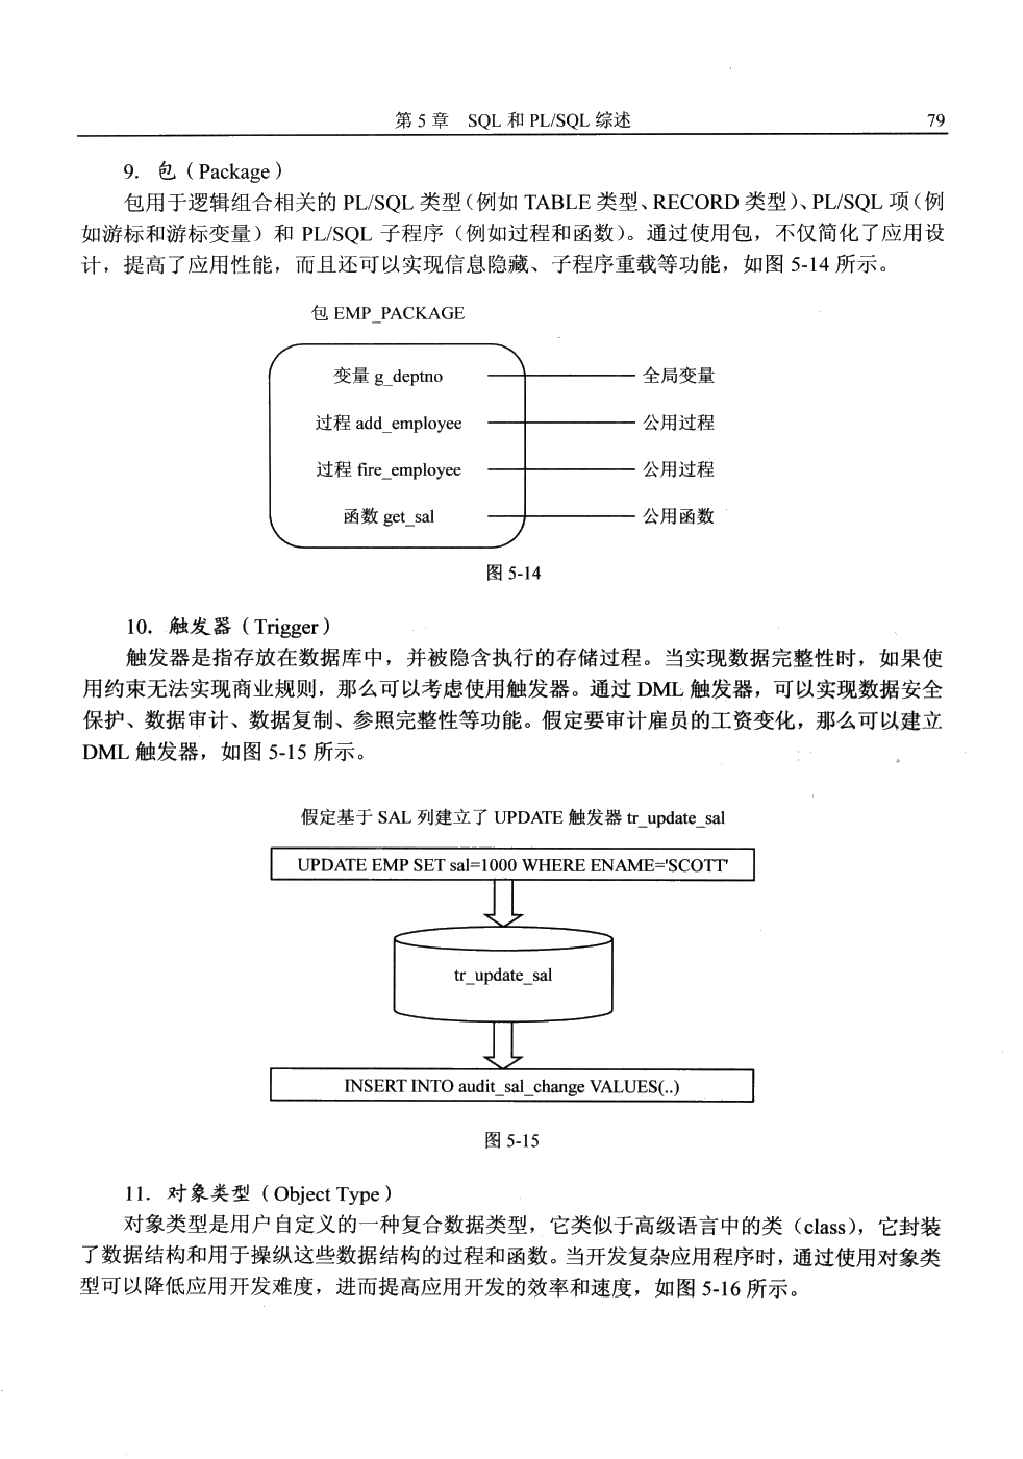 第 5 章 SQL 和 PL/SQL 综述 79
9. 包（Package）
包用于逻辑组合相关的 PL/SQL 类型（例如 TABLE 类型、RECORD 类型）、PL/SQL 项（例
如游标和游标变量）和 PL/SQL 子程序（例如过程和函数）。通过使用包，不仅简化了应用设
计，提高了应用性能，而且还可以实现信息隐藏、子程序重载等功能，如图 5-14 所示。
包 EMP_PACKAGE
变量 g_deptno 全局变量
过程 add_employee 公用过程
过程 fire_employee 公用过程
函数 get_sal 公用函数
图 5-14
10. 触发器（Trigger）
触发器是指存放在数据库中，并被隐含执行的存储过程。当实现数据完整性时，如果使
用约束无法实现商业规则，那么可以考虑使用触发器。通过 DML 触发器，可以实现数据安全
保护、数据审计、数据复制、参照完整性等功能。假定要审计雇员的工资变化，那么可以建立
DML 触发器，如图 5-15 所示。
假定基于 SAL 列建立了 UPDATE 触发器 tr_update_sal
UPDATE EMP SET sal=1000 WHERE ENAME='SCOTT'
tr_update_sal
INSERT INTO audit_sal_change VALUES(..)
图 5-15
11. 对象类型（Object Type）
对象类型是用户自定义的一种复合数据类型，它类似于高级语言中的类（class），它封装
了数据结构和用于操纵这些数据结构的过程和函数。当开发复杂应用程序时，通过使用对象类
型可以降低应用开发难度，进而提高应用开发的效率和速度，如图 5-16 所示。